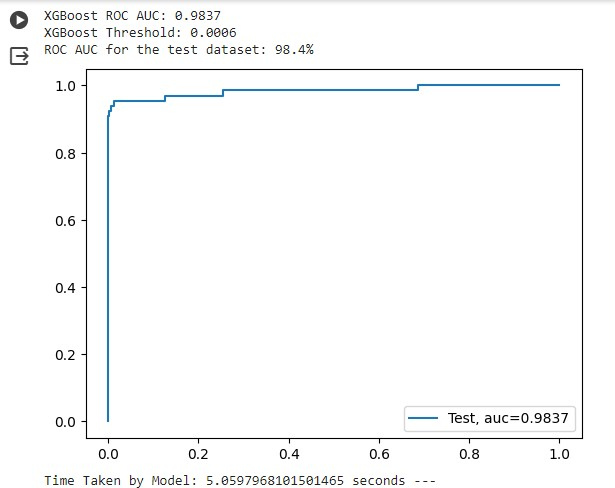 XGBoost ROC AUC: 0.9837
XGBoost Threshold: 0.0006
ROC AUC for the test dataset: 98.4%
1.0
0.8
0.6
0.4
0.2
0.0
Test, auc=0.9837
0.0 0.2 0.4 0.6 0.8 1.0
Time Taken by Model: 5.0597968101501465 seconds ---